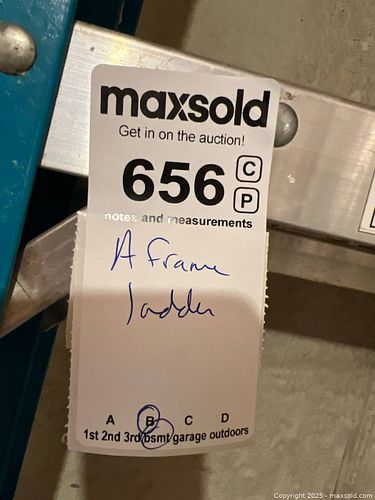 maxsold
Get in on the auction!
656 C
P
notes and measurements
A frame
ladder
A B C D
1st 2nd 3rd bsmt garage outdoors
Copyright © 2025 - maxsold.com